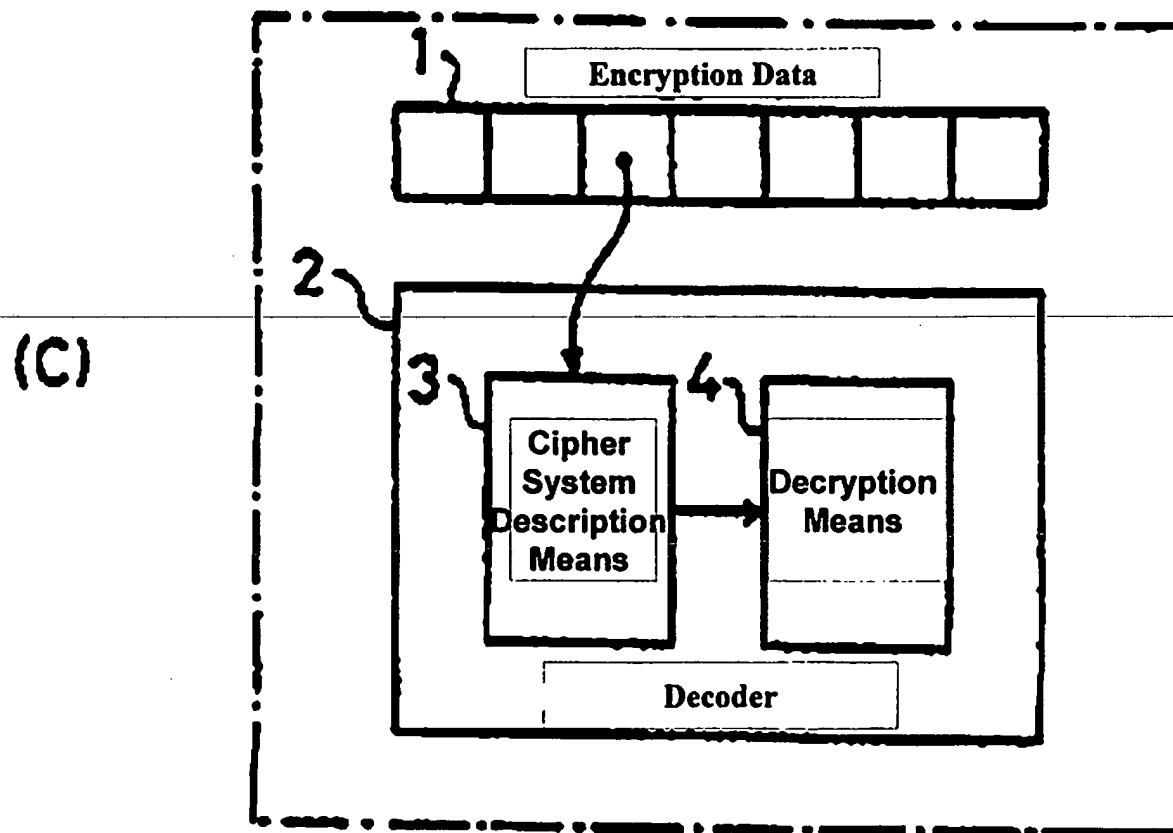 1
Encryption Data
2
(C)
3
4
Cipher
System
Description
Means
Decryption
Means
Decoder